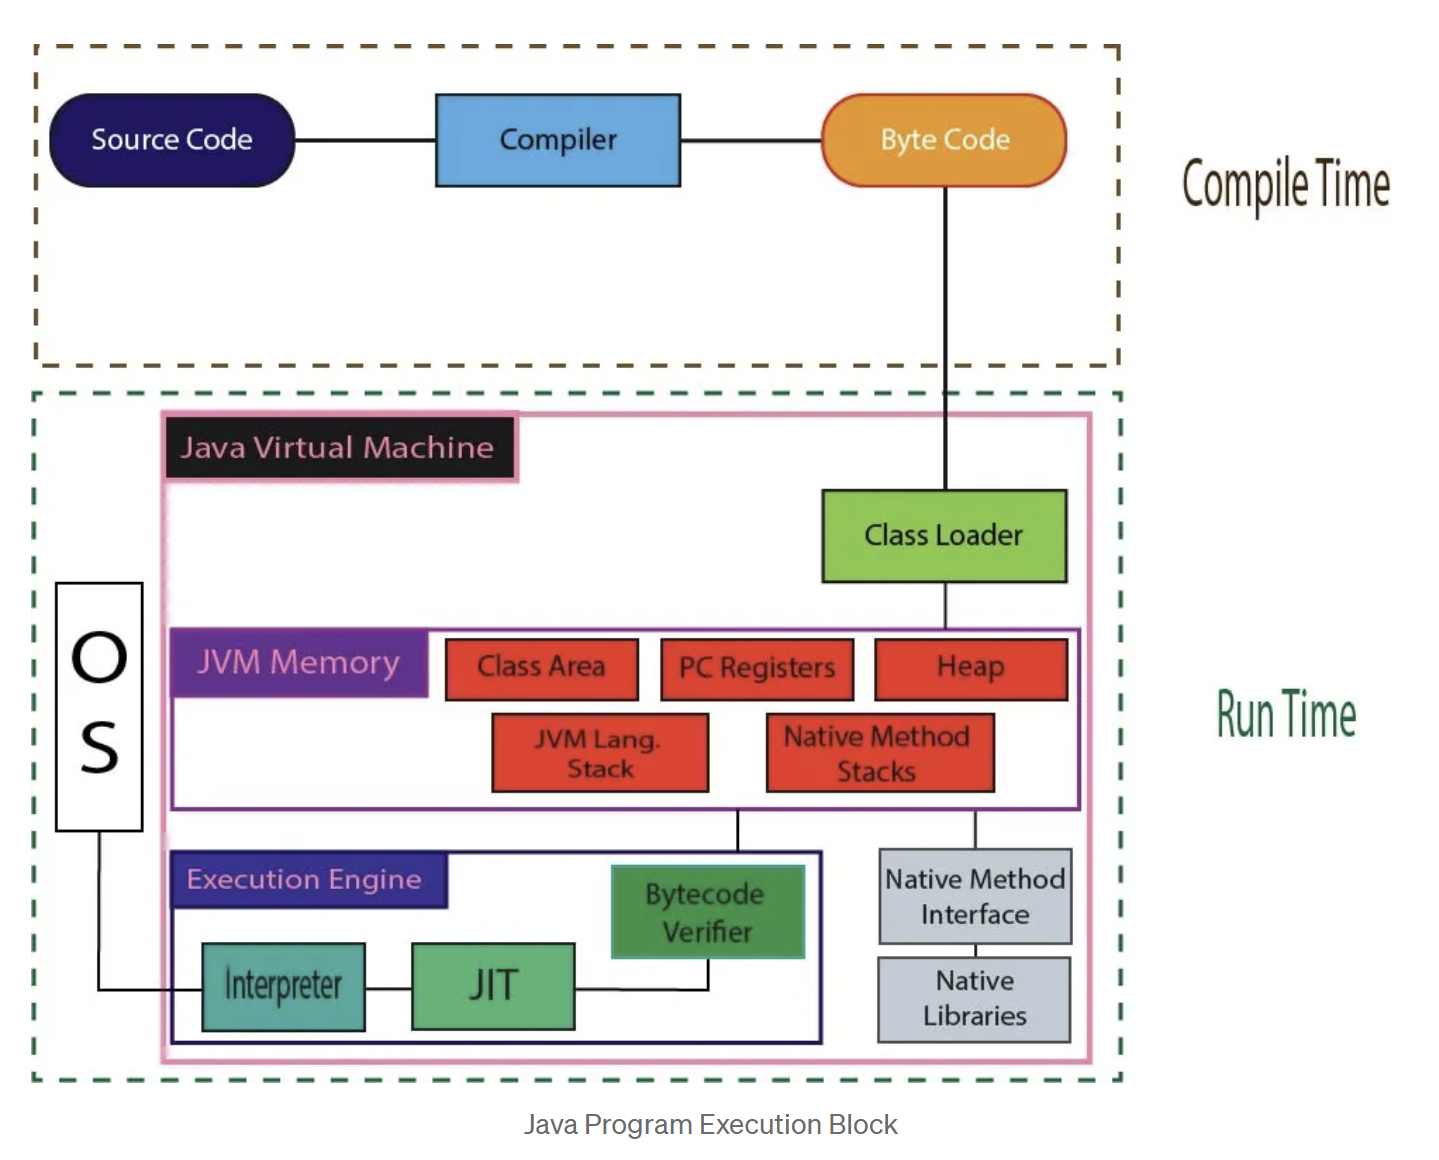 Source Code
Compiler
Byte Code
Compile Time
Java Virtual Machine
Class Loader
O
S
JVM Memory
Class Area
PC Registers
Heap
JVM Lang.
Stack
Native Method
Stacks
Run Time
Execution Engine
Bytecode
Verifier
Interpreter
JIT
Native Method
Interface
Native
Libraries
Java Program Execution Block